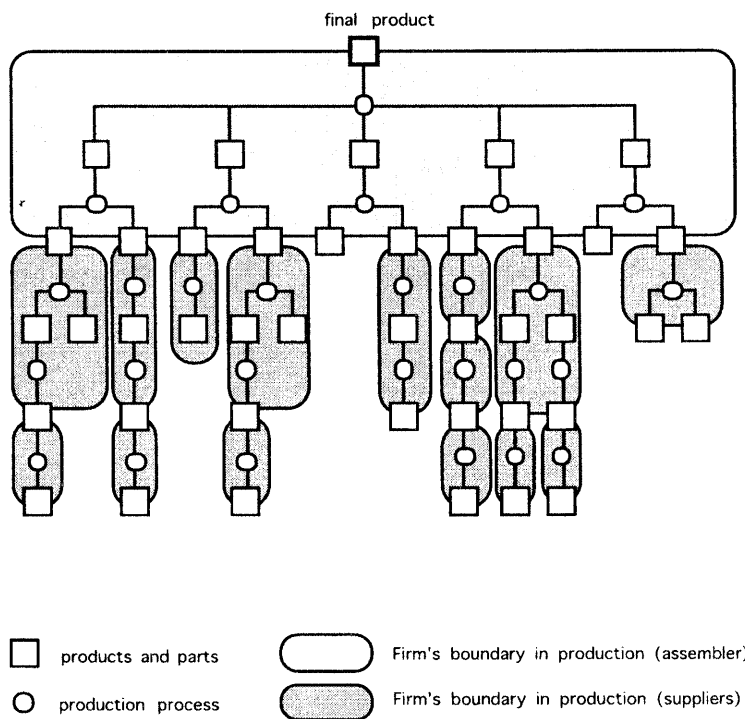 final product
products and parts
Firm's boundary in production (assembler)
production process
Firm's boundary in production (suppliers)